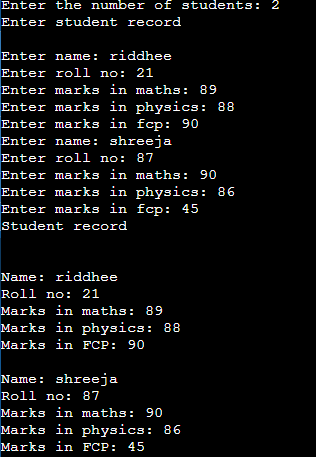 Enter the number of students: 2
Enter student record
Enter name: riddhee
Enter roll no: 21
Enter marks in maths: 89
Enter marks in physics: 88
Enter marks in fcp: 90
Enter name: shreeja
Enter roll no: 87
Enter marks in maths: 90
Enter marks in physics: 86
Enter marks in fcp: 45
Student record
Name: riddhee
Roll no: 21
Marks in maths: 89
Marks in physics: 88
Marks in FCP: 90
Name: shreeja
Roll no: 87
Marks in maths: 90
Marks in physics: 86
Marks in FCP: 45